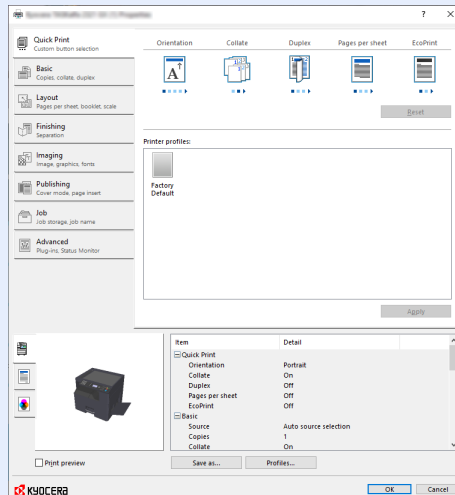 Properties
?
X
Quick Print
Custom button selection
Basic
Copies, collate, duplex
Layout
Pages per sheet, booklet, scale
Finishing
Separation
Imaging
Image, graphics, fonts
Publishing
Cover mode, page insert
Job
Job storage, job name
Advanced
Plug-ins, Status Monitor
Orientation Collate Duplex Pages per sheet EcoPrint
A
Reset
Printer profiles:
Factory
Default
Apply
Item Detail
Quick Print
Orientation Portrait
Collate On
Duplex Off
Pages per sheet Off
EcoPrint Off
Basic
Source Auto source selection
Copies 1
Collate On
Print preview
Save as...
Profiles...
KYOCERA
OK
Cancel